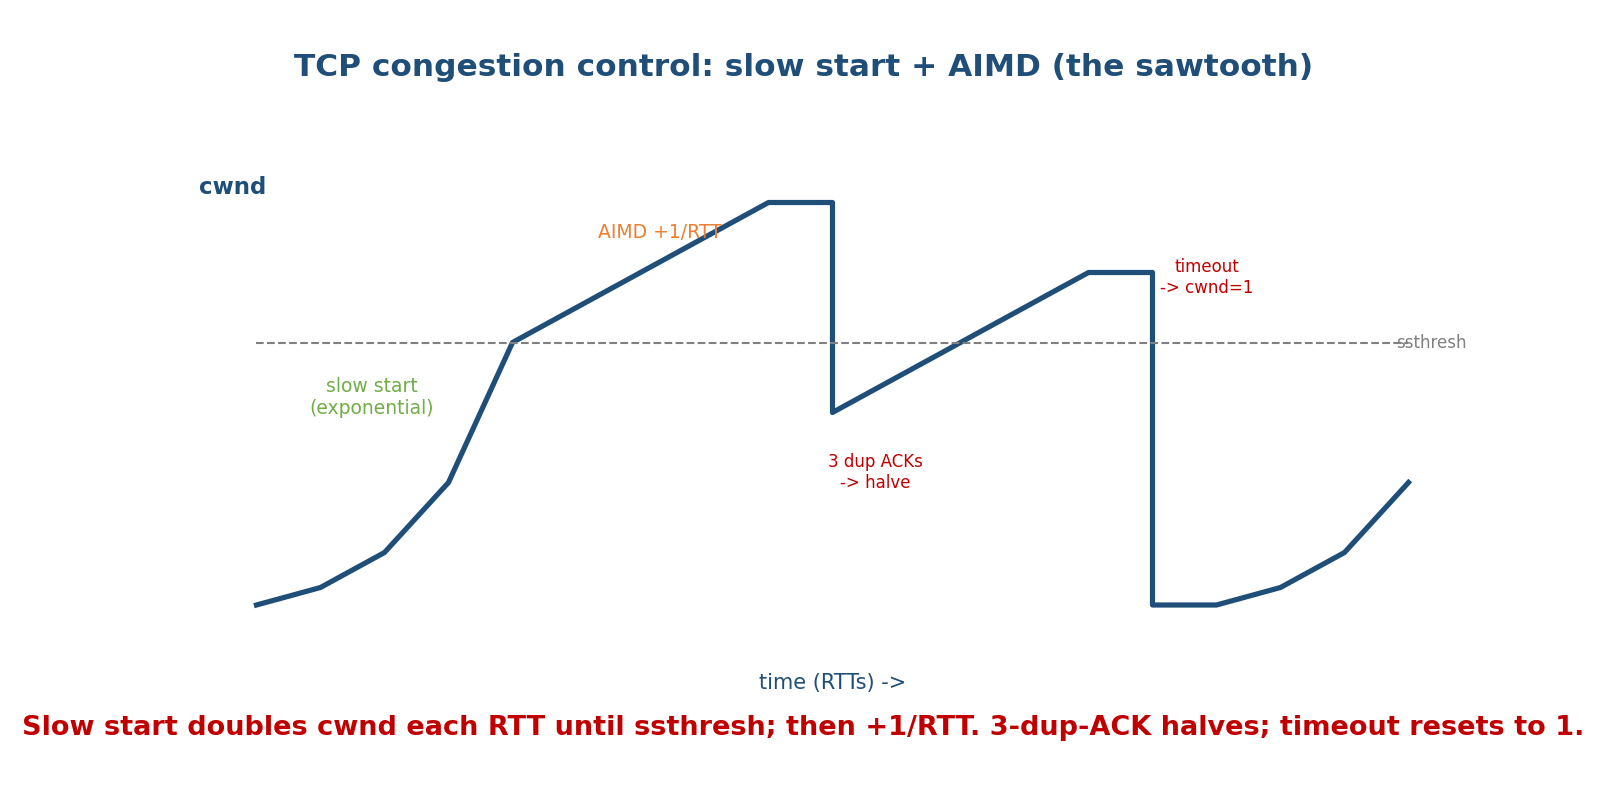 TCP congestion control: slow start + AIMD (the sawtooth)
cwnd
AIMD +1/RTT
timeout
-> cwnd=1
ssthresh
slow start
(exponential)
3 dup ACKs
-> halve
time (RTTs) ->
Slow start doubles cwnd each RTT until ssthresh; then +1/RTT. 3-dup-ACK halves; timeout resets to 1.